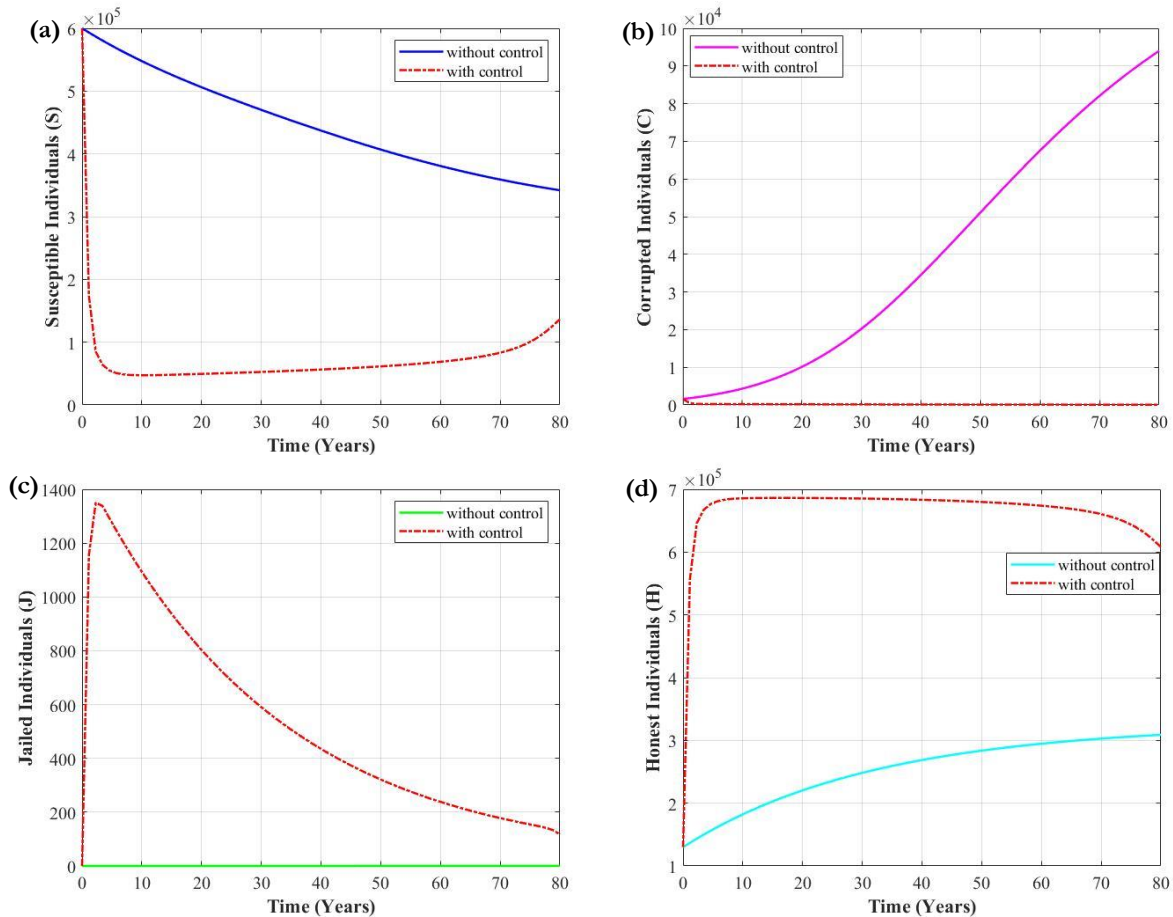 (a)
×10^5
6
5
4
3
2
1
0
Susceptible Individuals (S)
without control
with control
0 10 20 30 40 50 60 70 80
Time (Years)
(b)
×10^4
10
9
8
7
6
5
4
3
2
1
0
Corrupted Individuals (C)
without control
with control
0 10 20 30 40 50 60 70 80
Time (Years)
(c)
1400
1200
1000
800
600
400
200
0
Jailed Individuals (J)
without control
with control
0 10 20 30 40 50 60 70 80
Time (Years)
(d)
×10^5
7
6
5
4
3
2
1
Honest Individuals (H)
without control
with control
0 10 20 30 40 50 60 70 80
Time (Years)